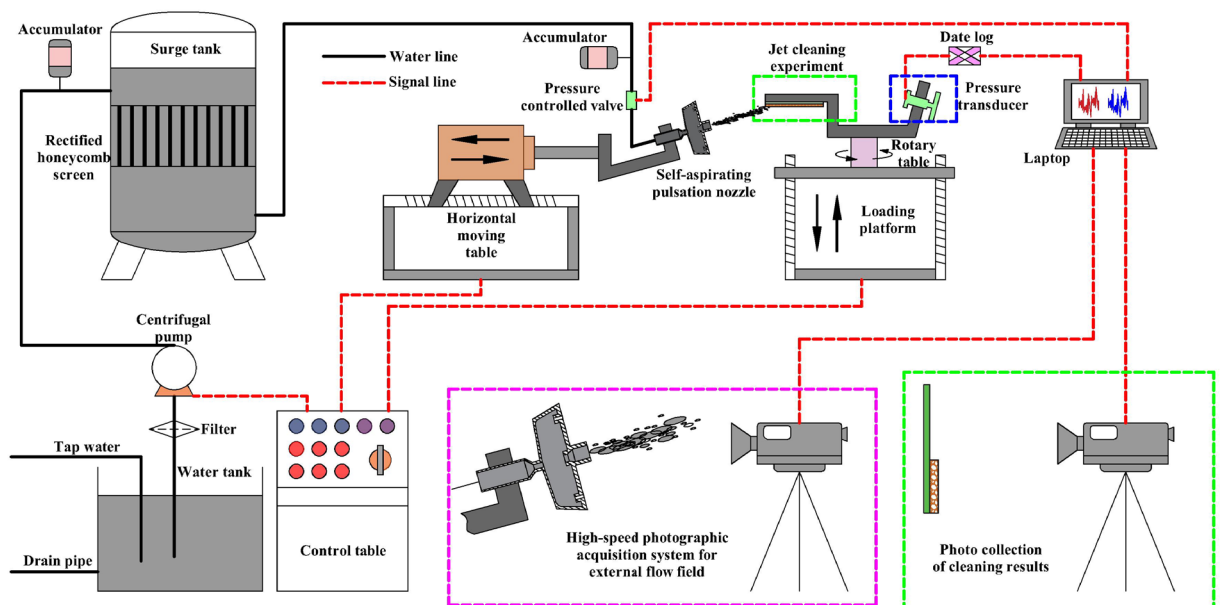 Accumulator
Surge tank
Rectified
honeycomb
screen
Water line
Signal line
Accumulator
Pressure
controlled valve
Jet cleaning
experiment
Date log
Pressure
transducer
Laptop
Self-aspirating
pulsation nozzle
Rotary
table
Horizontal
moving
table
Loading
platform
Centrifugal
pump
Filter
Tap water
Water tank
Drain pipe
Control table
High-speed photographic
acquisition system for
external flow field
Photo collection
of cleaning results